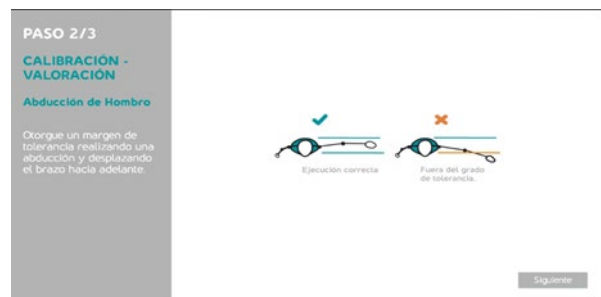 PASO 2/3
CALIBRACIÓN -
VALORACIÓN
Abducción de Hombro
Otorgue un margen de
tolerancia realizando una
abducción y desplazando
el brazo hacia adelante.
Ejecución correcta
Fuera del grado
de tolerancia.
Siguiente